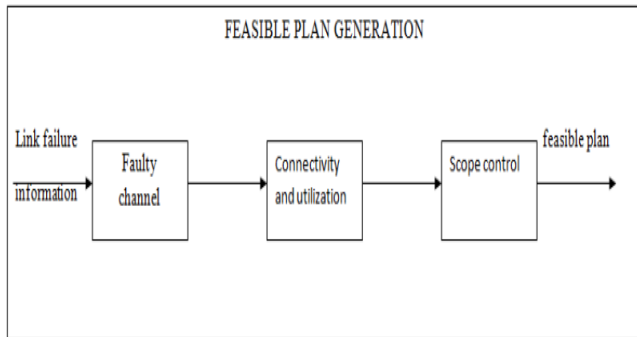 FEASIBLE PLAN GENERATION
Link failure
information
Faulty
channel
Connectivity
and utilization
Scope control
feasible plan